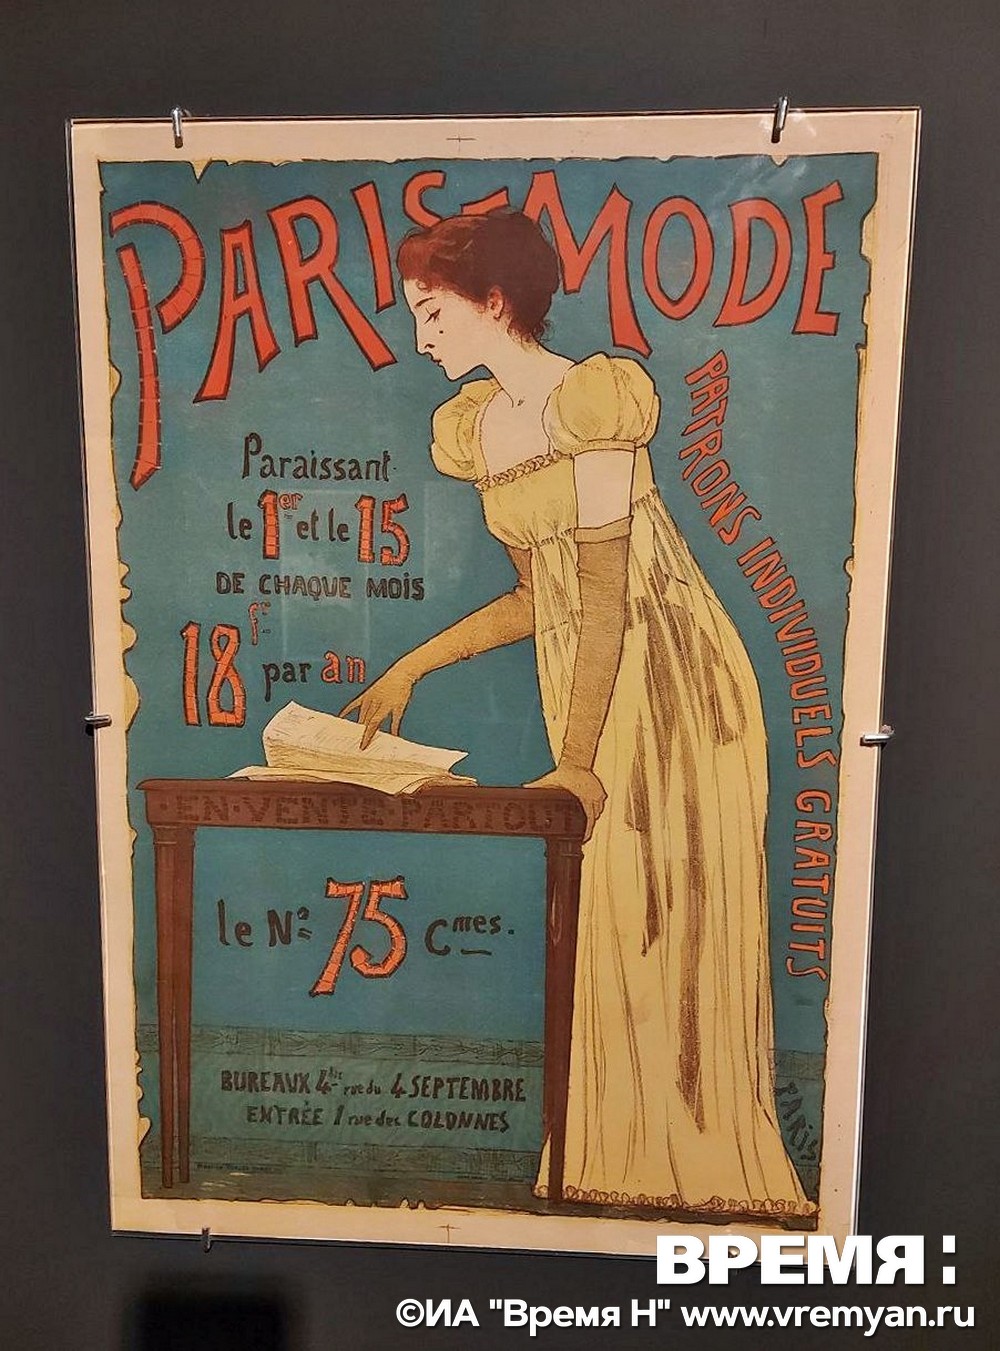 PARIS-MODE
PATRONS INDIVIDUELS GRATUITS
Paraissant
le 1er et le 15
DE CHAQUE MOIS
18 fr par an
·EN·VENTE·PARTOUT
le No 75 Cmes.
BUREAUX 4bis rue du 4 SEPTEMBRE
ENTRÉE 1 rue des COLONNES
PARIS
ВРЕМЯ:
©ИА "Время Н" www.vremyan.ru